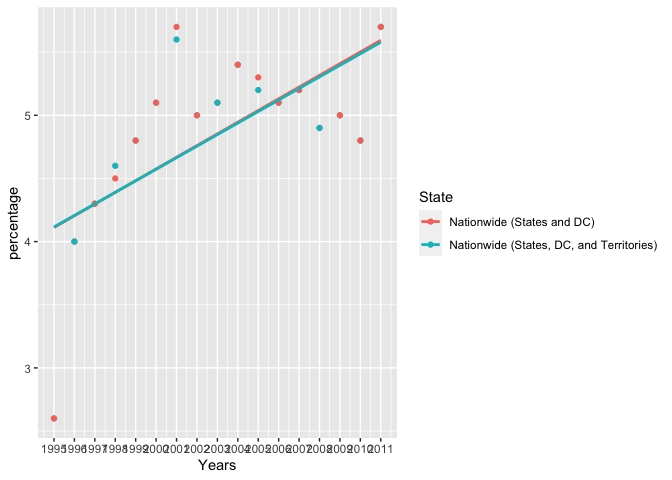 5
4
3
percentage
1995 1996 1997 1998 1999 2000 2001 2002 2003 2004 2005 2006 2007 2008 2009 2010 2011
Years
State
Nationwide (States and DC)
Nationwide (States, DC, and Territories)